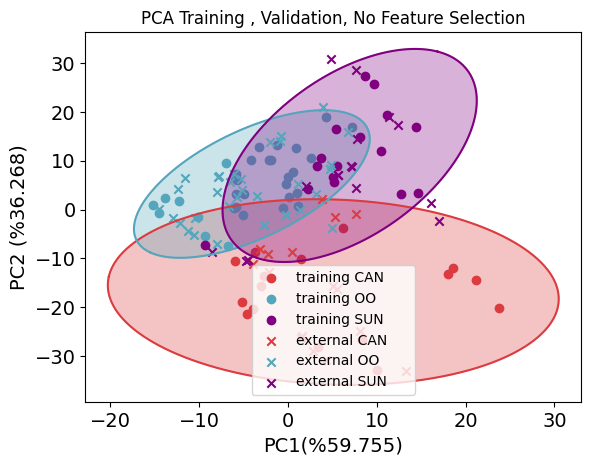 PCA Training , Validation, No Feature Selection
PC2 (%36.268)
30
20
10
0
−10
−20
−30
training CAN
training OO
training SUN
external CAN
external OO
external SUN
−20
−10
0
10
20
30
PC1(%59.755)